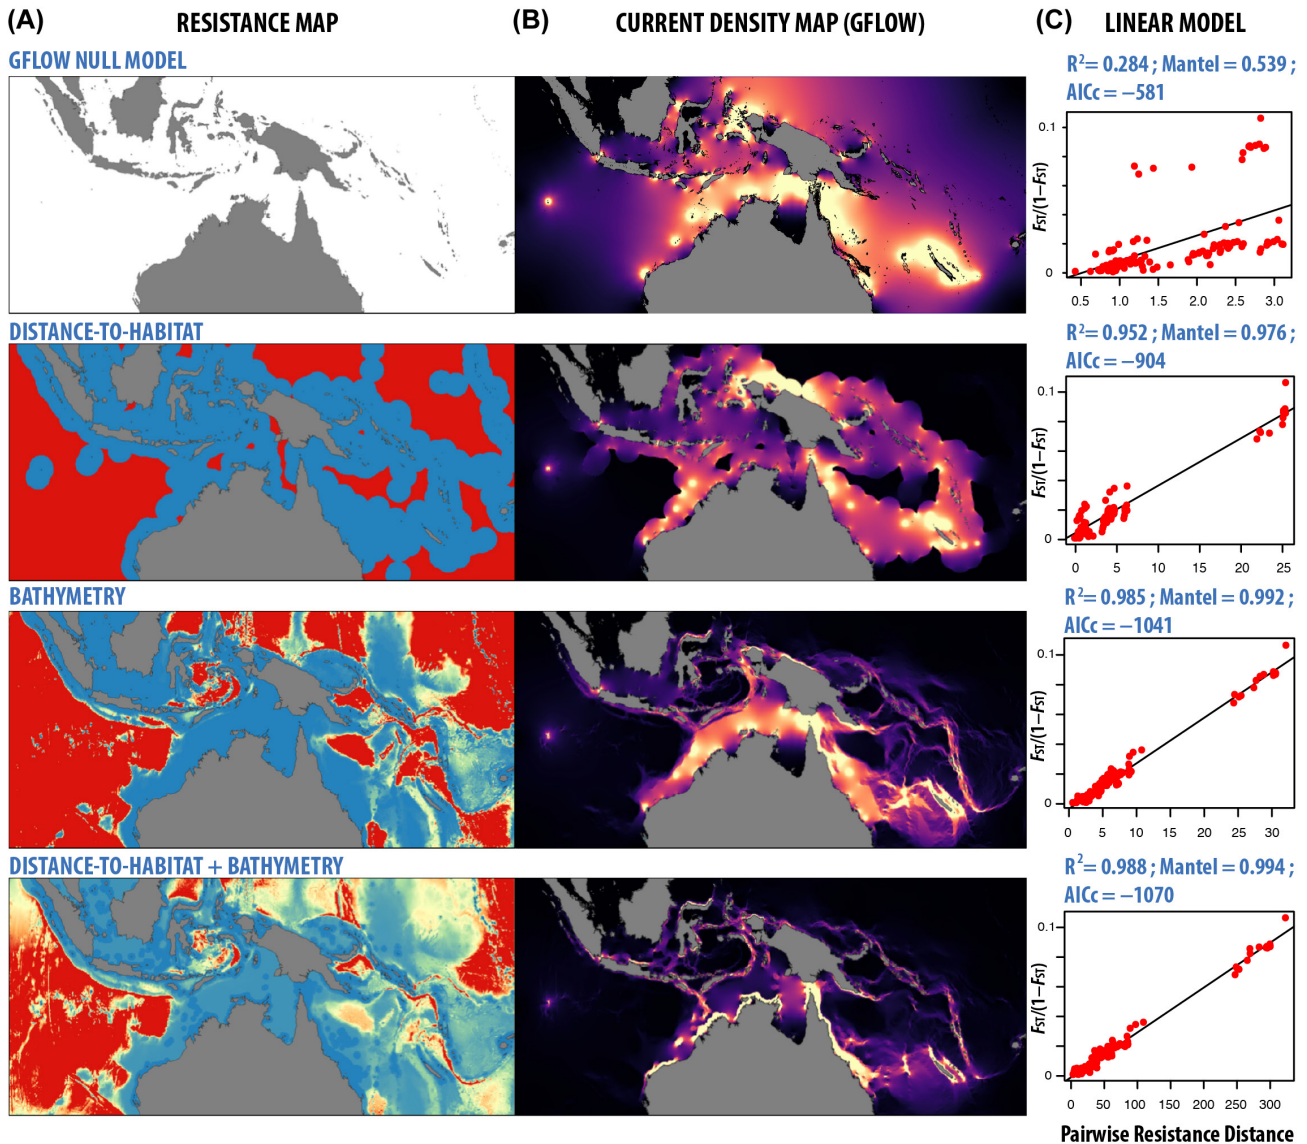 (A) RESISTANCE MAP (B) CURRENT DENSITY MAP (GFLOW) (C) LINEAR MODEL
GFLOW NULL MODEL
R²= 0.284 ; Mantel = 0.539 ;
AICc = −581
0.1
0
FST/(1−FST)
0.5 1.0 1.5 2.0 2.5 3.0
DISTANCE-TO-HABITAT
R²= 0.952 ; Mantel = 0.976 ;
AICc = −904
0.1
0
FST/(1−FST)
0 5 10 15 20 25
BATHYMETRY
R²= 0.985 ; Mantel = 0.992 ;
AICc = −1041
0.1
0
FST/(1−FST)
0 5 10 15 20 25 30
DISTANCE-TO-HABITAT + BATHYMETRY
R²= 0.988 ; Mantel = 0.994 ;
AICc = −1070
0.1
0
FST/(1−FST)
0 50 100 150 200 250 300
Pairwise Resistance Distance